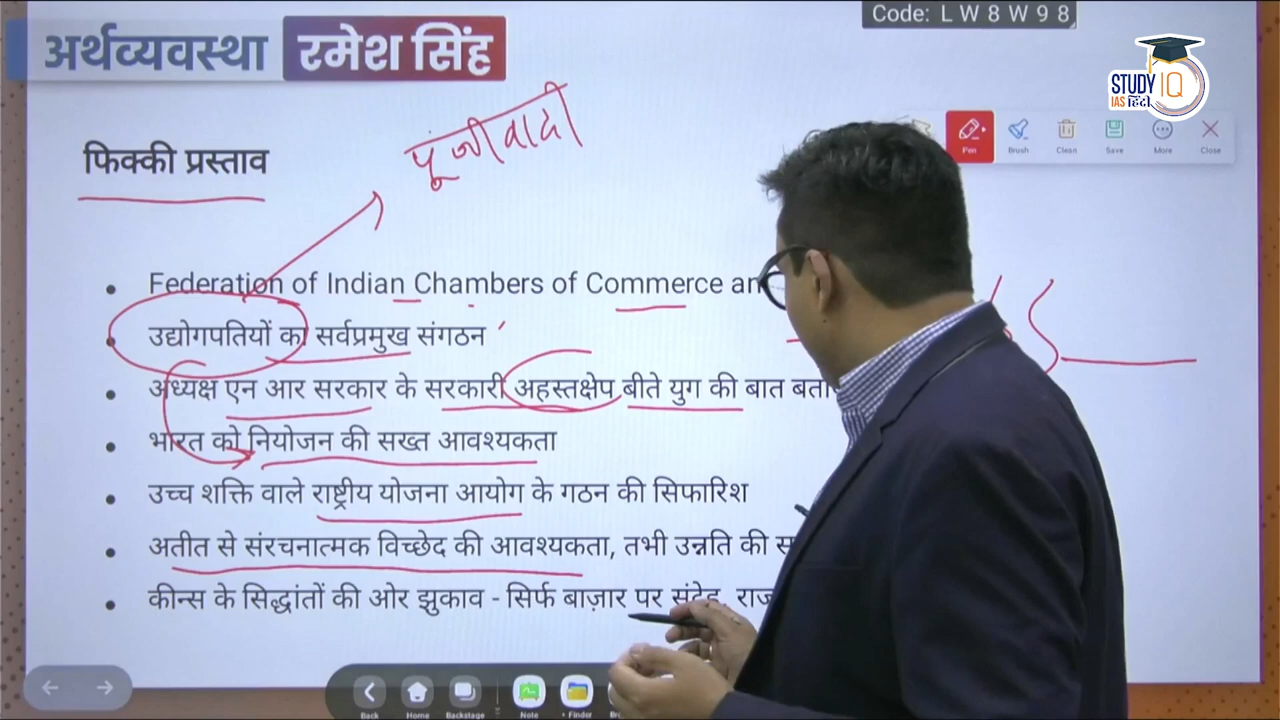 Code: LW8W98
अर्थव्यवस्था रमेश सिंह
STUDY IQ
IAS हिंदी
पूंजीवादी
Pen Brush Clean Save More Close
फिक्की प्रस्ताव
• Federation of Indian Chambers of Commerce an
• उद्योगपतियों का सर्वप्रमुख संगठन
• अध्यक्ष एन आर सरकार के सरकारी अहस्तक्षेप बीते युग की बात
• भारत को नियोजन की सख्त आवश्यकता
• उच्च शक्ति वाले राष्ट्रीय योजना आयोग के गठन की सिफारिश
• अतीत से संरचनात्मक विच्छेद की आवश्यकता, तभी उन्नति की
• कीन्स के सिद्धांतों की ओर झुकाव - सिर्फ बाज़ार पर संदेह,
Back Home Backstage Note Finder